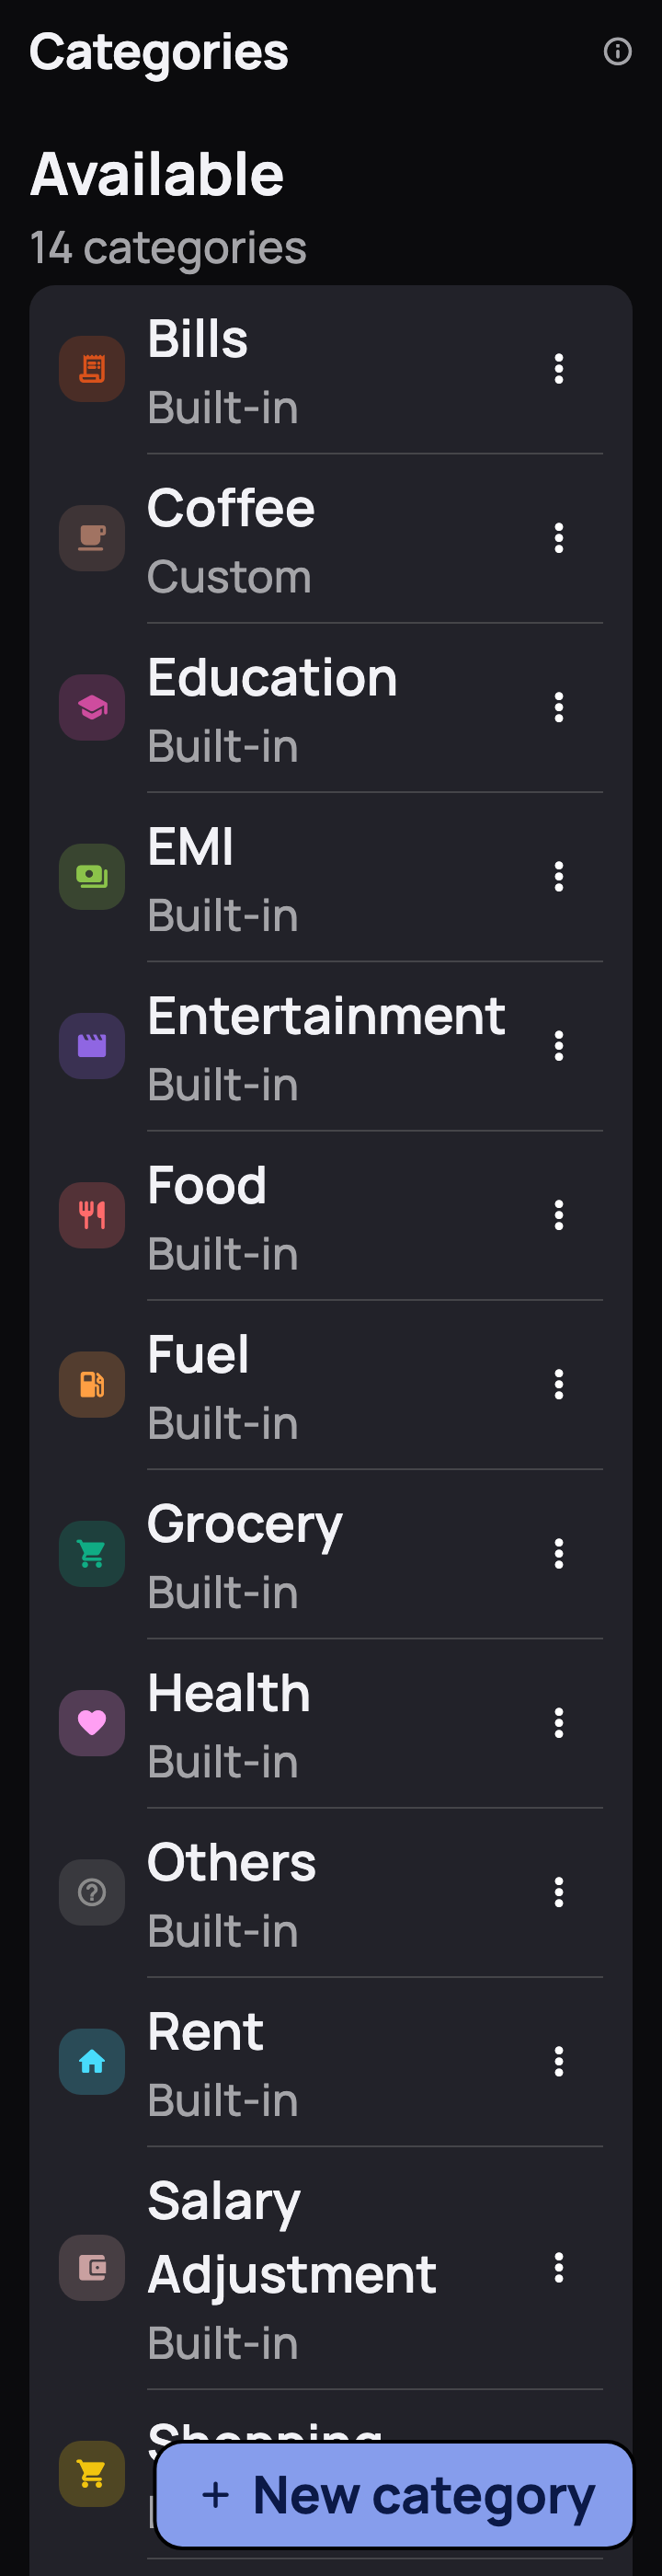 Categories
Available
14 categories
Bills
Built-in
Coffee
Custom
Education
Built-in
EMI
Built-in
Entertainment
Built-in
Food
Built-in
Fuel
Built-in
Grocery
Built-in
Health
Built-in
Others
Built-in
Rent
Built-in
Salary
Adjustment
Built-in
Shopping
+ New category